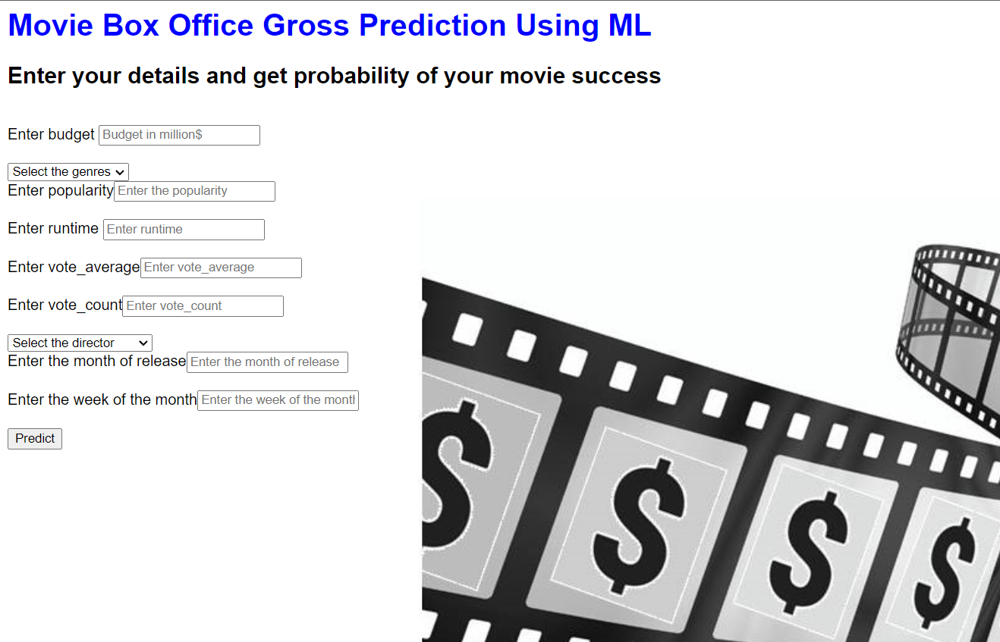 Movie Box Office Gross Prediction Using ML
Enter your details and get probability of your movie success
Enter budget Budget in million$
Select the genres
Enter popularity Enter the popularity
Enter runtime Enter runtime
Enter vote_average Enter vote_average
Enter vote_count Enter vote_count
Select the director
Enter the month of release Enter the month of release
Enter the week of the month Enter the week of the mont
Predict
$ $ $ $